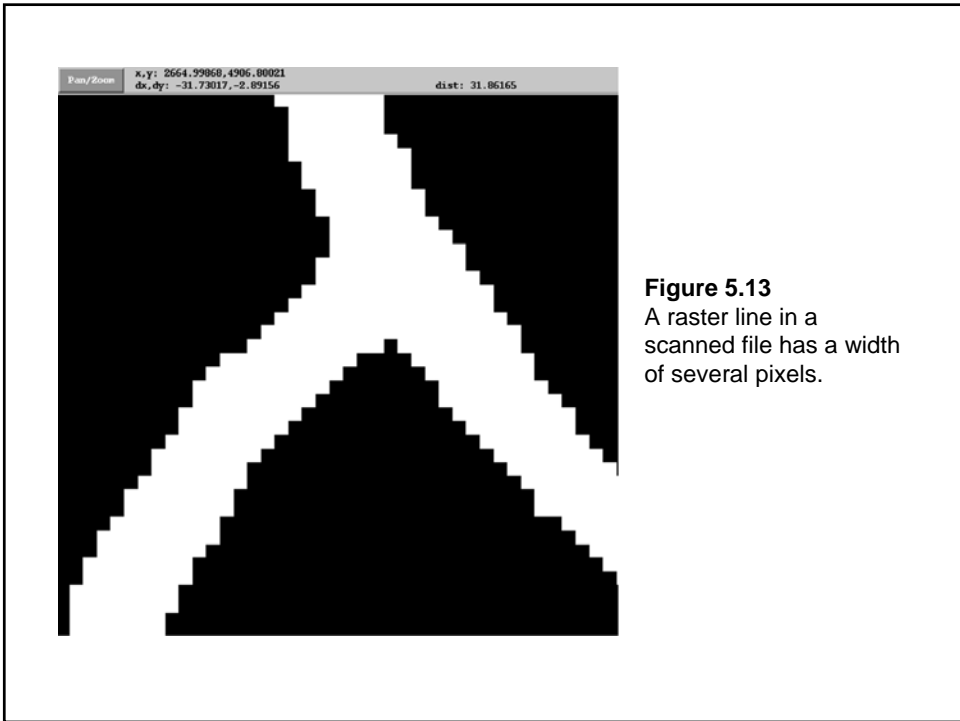 Pan/Zoom
x,y: 2664.99868,4906.80021
dx,dy: -31.73017,-2.89156 dist: 31.86165
Figure 5.13
A raster line in a
scanned file has a width
of several pixels.